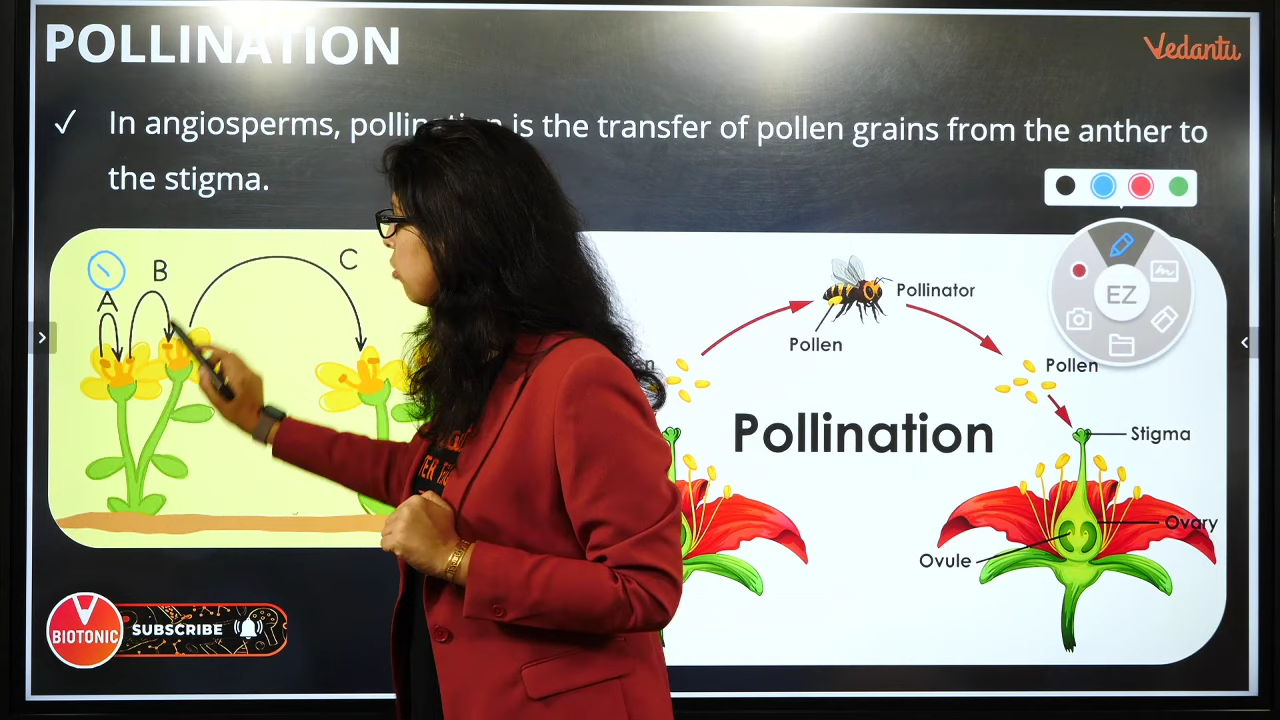 POLLINATION
Vedantu
✓ In angiosperms, is the transfer of pollen grains from the anther to
the stigma.
A
B
C
EZ
Pollinator
Pollen
Pollen
Pollination
Stigma
Ovary
Ovule
BIOTONIC
SUBSCRIBE